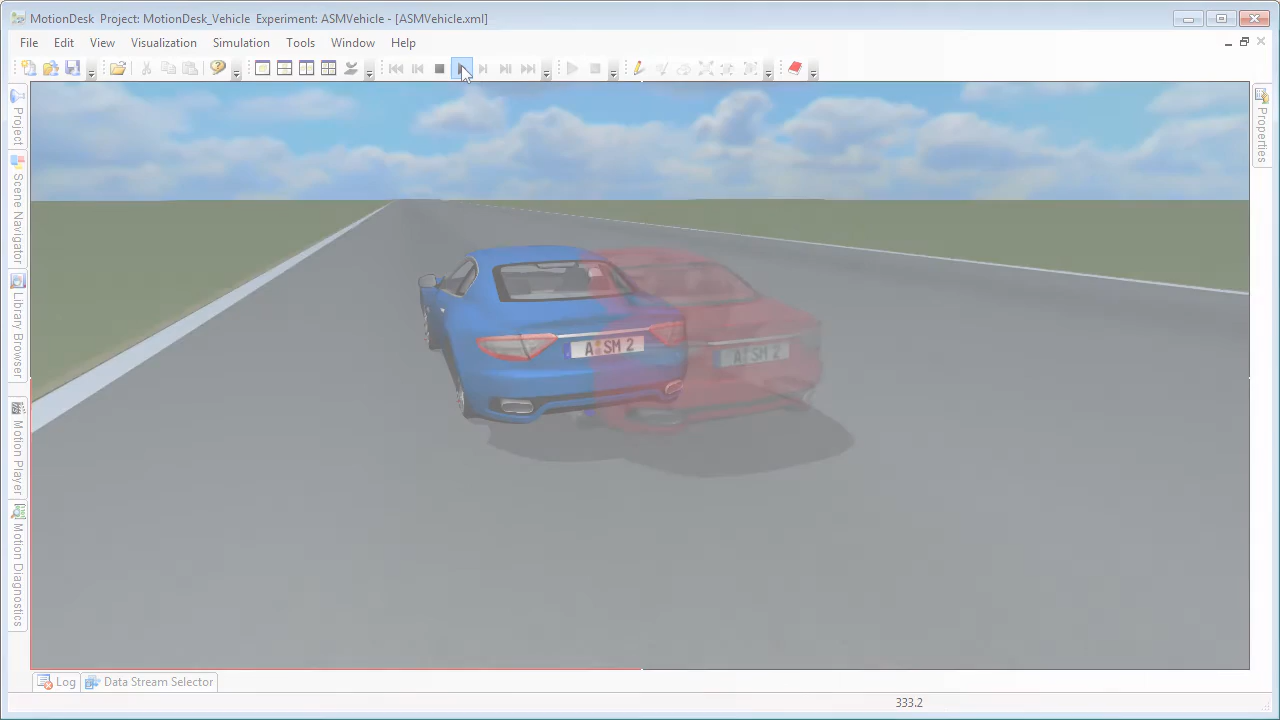 MotionDesk Project: MotionDesk_Vehicle Experiment: ASMVehicle - [ASMVehicle.xml]
File Edit View Visualization Simulation Tools Window Help
Project
Scene Navigator
Library Browser
Motion Player
Motion Diagnostics
Properties
A SM 2
A SM 2
Log Data Stream Selector
333.2